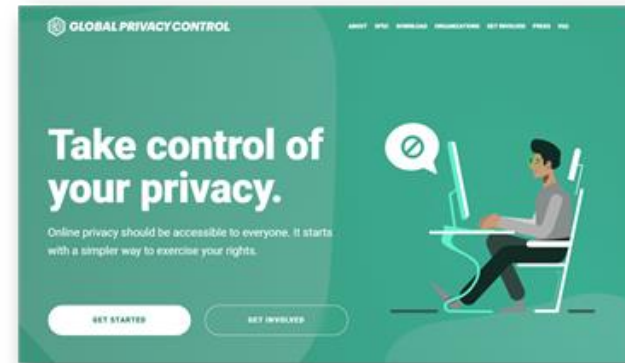 GLOBAL PRIVACY CONTROL
ABOUT SPEC DOWNLOAD ORGANIZATIONS GET INVOLVED PRESS FAQ
Take control of
your privacy.
Online privacy should be accessible to everyone. It starts
with a simpler way to exercise your rights.
GET STARTED
GET INVOLVED